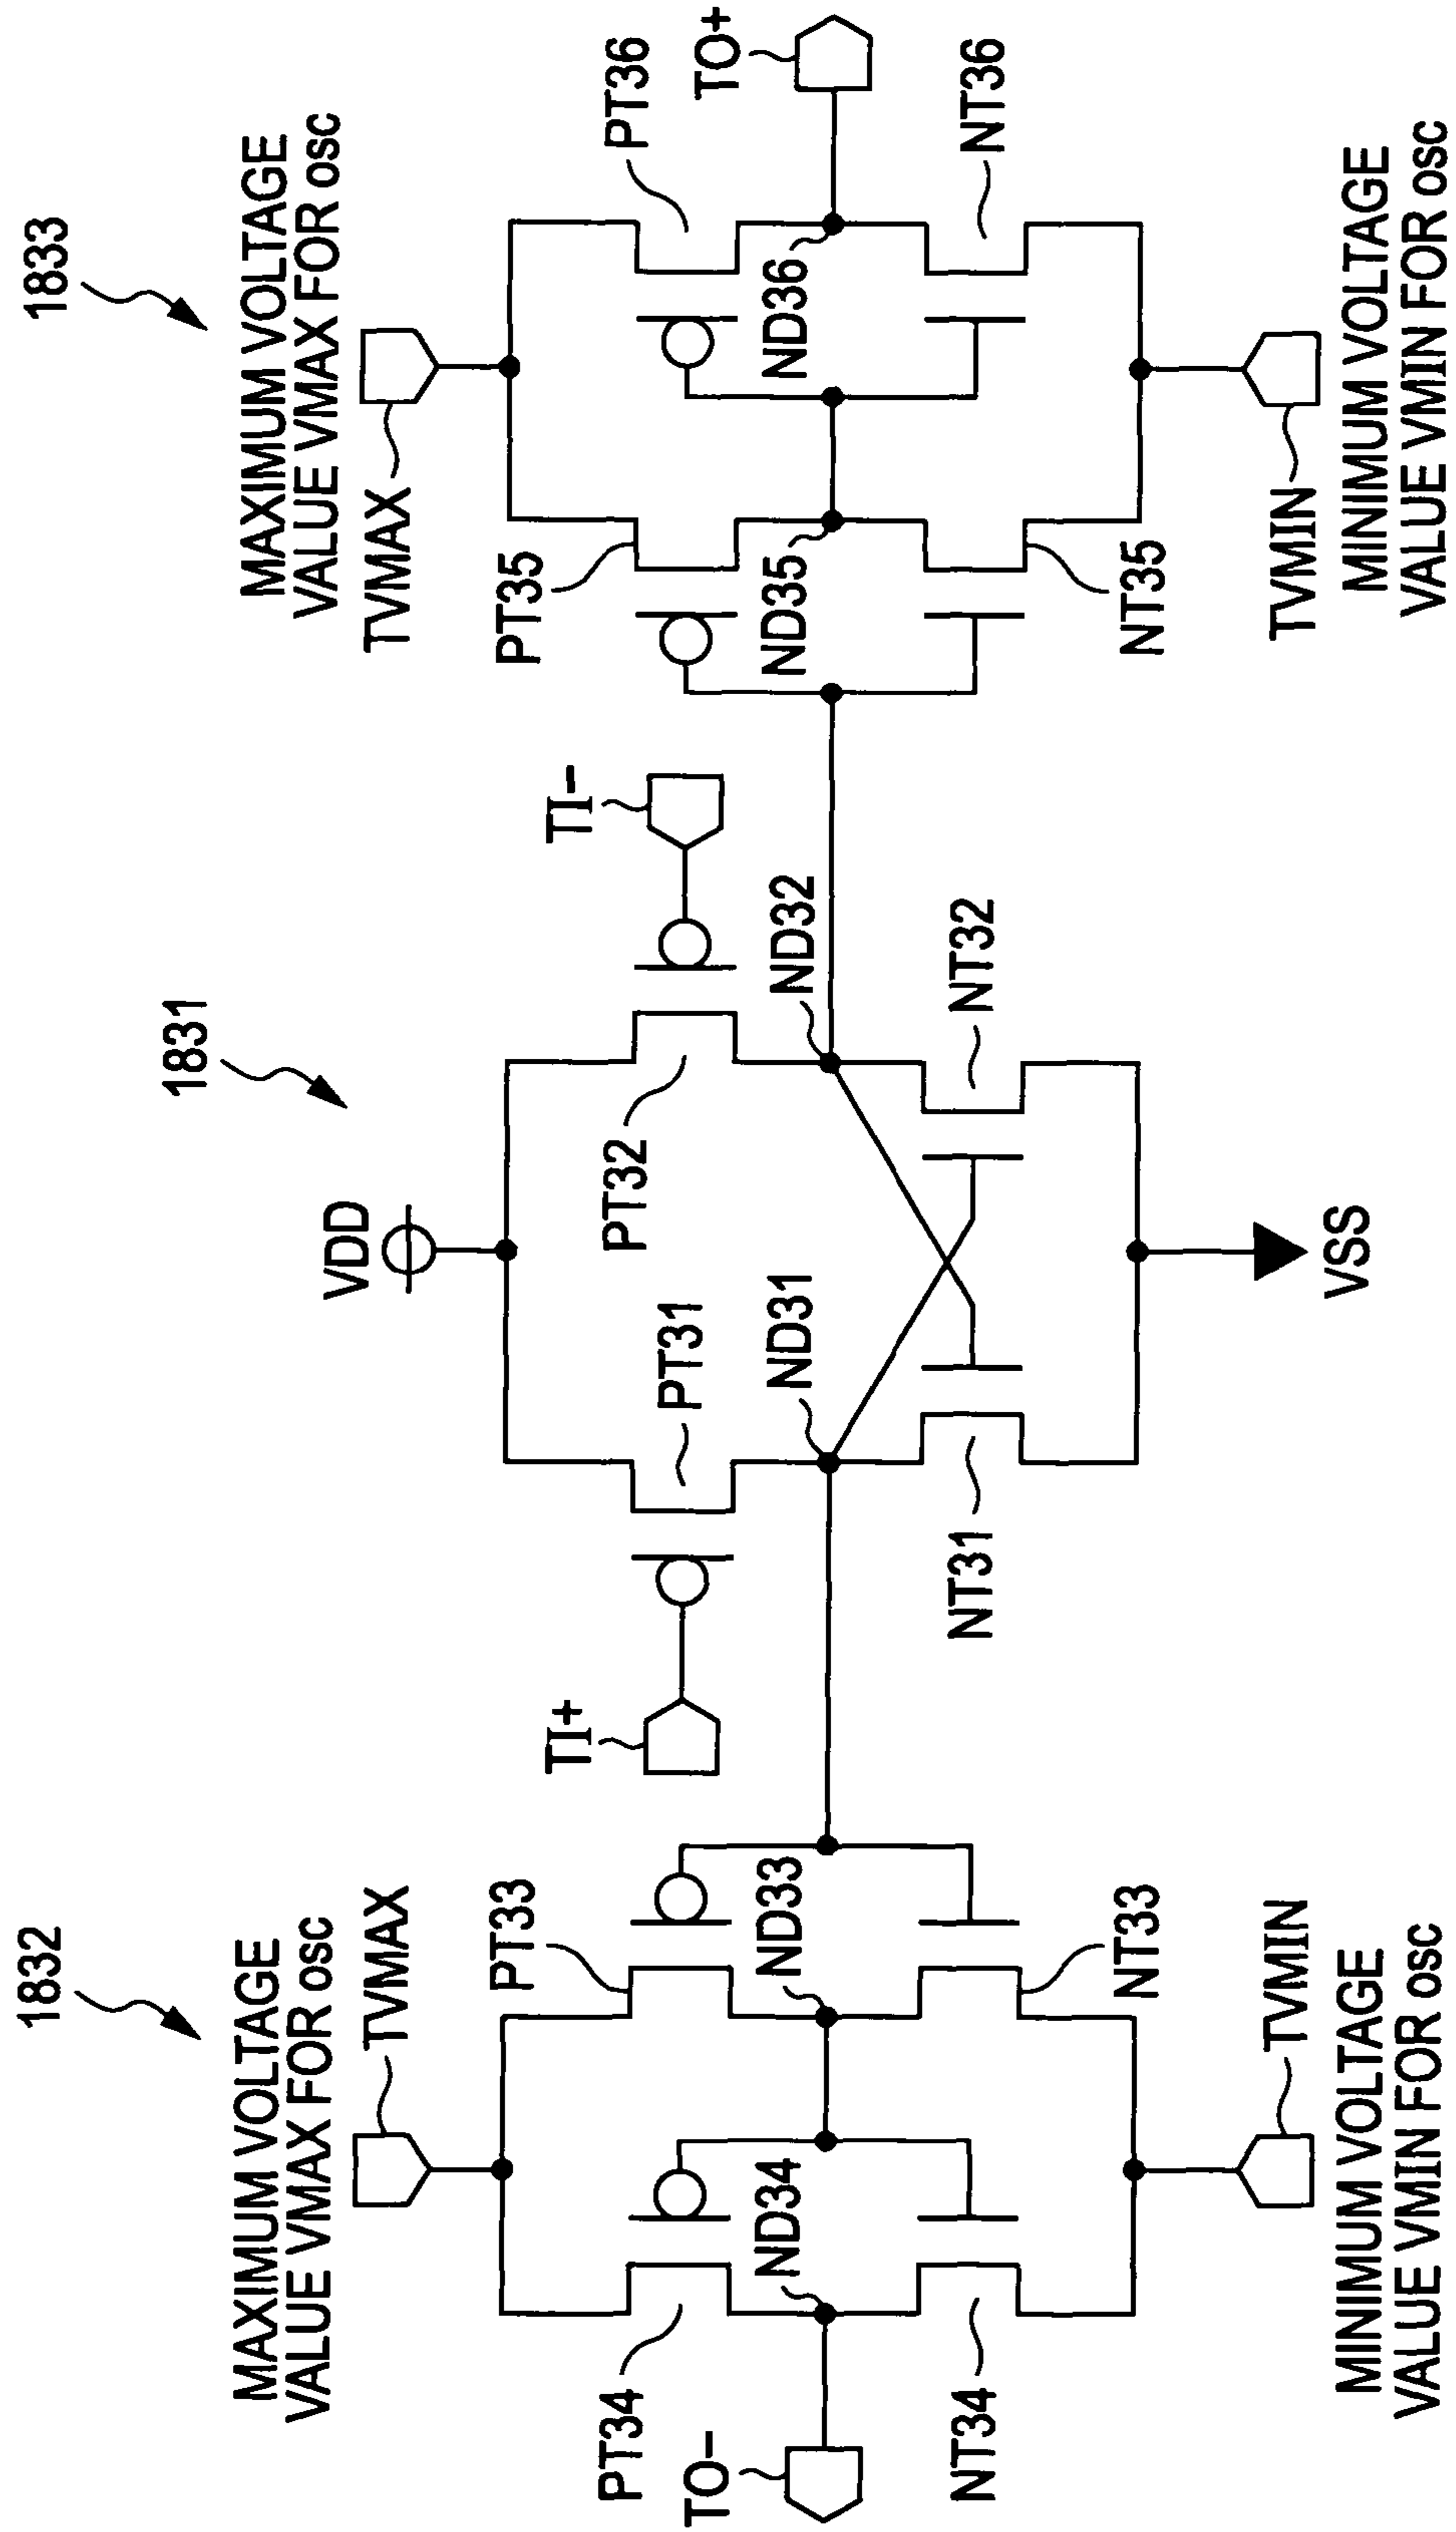 1832
MAXIMUM VOLTAGE
VALUE VMAX FOR osc
TVMAX
PT33
PT34
ND33
ND34
TO−
NT33
NT34
TVMIN
MINIMUM VOLTAGE
VALUE VMIN FOR osc
1831
VDD
TI+
TI−
PT31
PT32
ND31
ND32
NT31
NT32
VSS
1833
MAXIMUM VOLTAGE
VALUE VMAX FOR osc
TVMAX
PT35
PT36
TO+
ND35
ND36
NT35
NT36
TVMIN
MINIMUM VOLTAGE
VALUE VMIN FOR osc